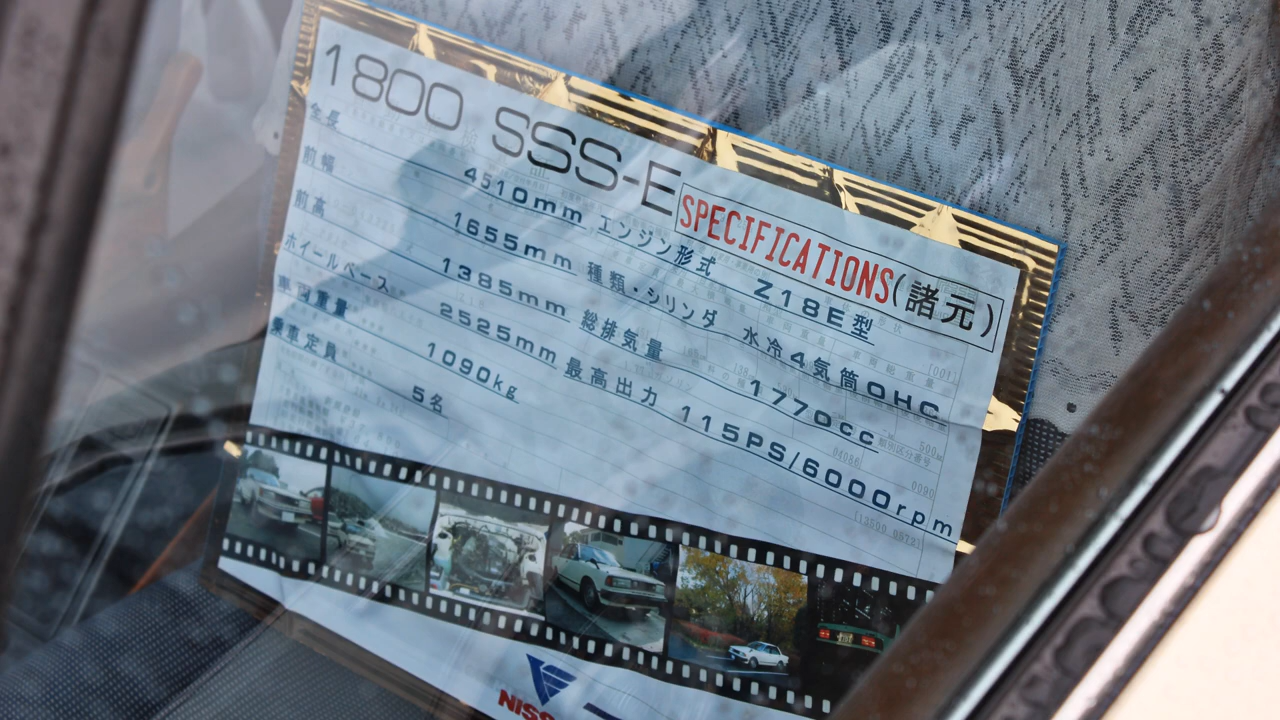 1800 SSS-E
SPECIFICATIONS(諸元)
全長 4510mm
前幅 1655mm
前高 1385mm
ホイールベース 2525mm
車両重量 1090kg
乗車定員 5名
エンジン形式 Z18E型
種類・シリンダ 水冷4気筒OHC
総排気量 1770cc
最高出力 115PS/6000rpm
NISS